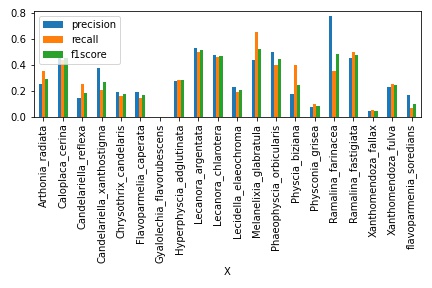 0.8
0.6
0.4
0.2
0.0
precision
recall
f1score
Arthonia_radiata
Caloplaca_cerina
Candelariella_reflexa
Candelariella_xanthostigma
Chrysothrix_candelaris
Flavoparmelia_caperata
Gyalolechia_flavorubescens
Hyperphyscia_adglutinata
Lecanora_argentata
Lecanora_chlarotera
Lecidella_elaeochroma
Melanelixia_glabratula
Phaeophyscia_orbicularis
Physcia_biziana
Physconia_grisea
Ramalina_farinacea
Ramalina_fastigiata
Xanthomendoza_fallax
Xanthomendoza_fulva
flavoparmenia_soredians
X